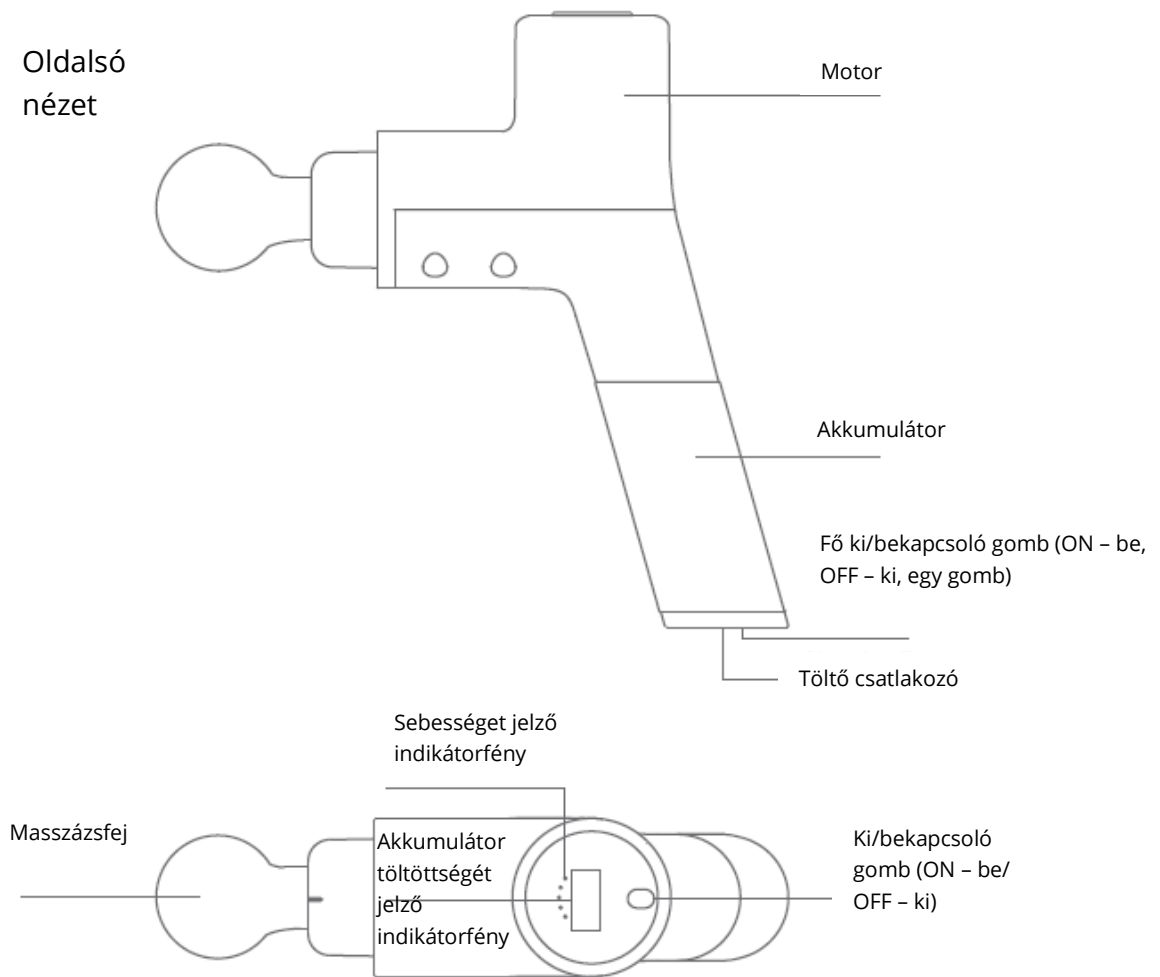 Oldalsó
nézet
Motor
Akkumulátor
Fő ki/bekapcsoló gomb (ON – be,
OFF – ki, egy gomb)
Töltő csatlakozó
Sebességet jelző
indikátorfény
Masszázsfej
Akkumulátor
töltöttségét
jelző
indikátorfény
Ki/bekapcsoló
gomb (ON – be/
OFF – ki)